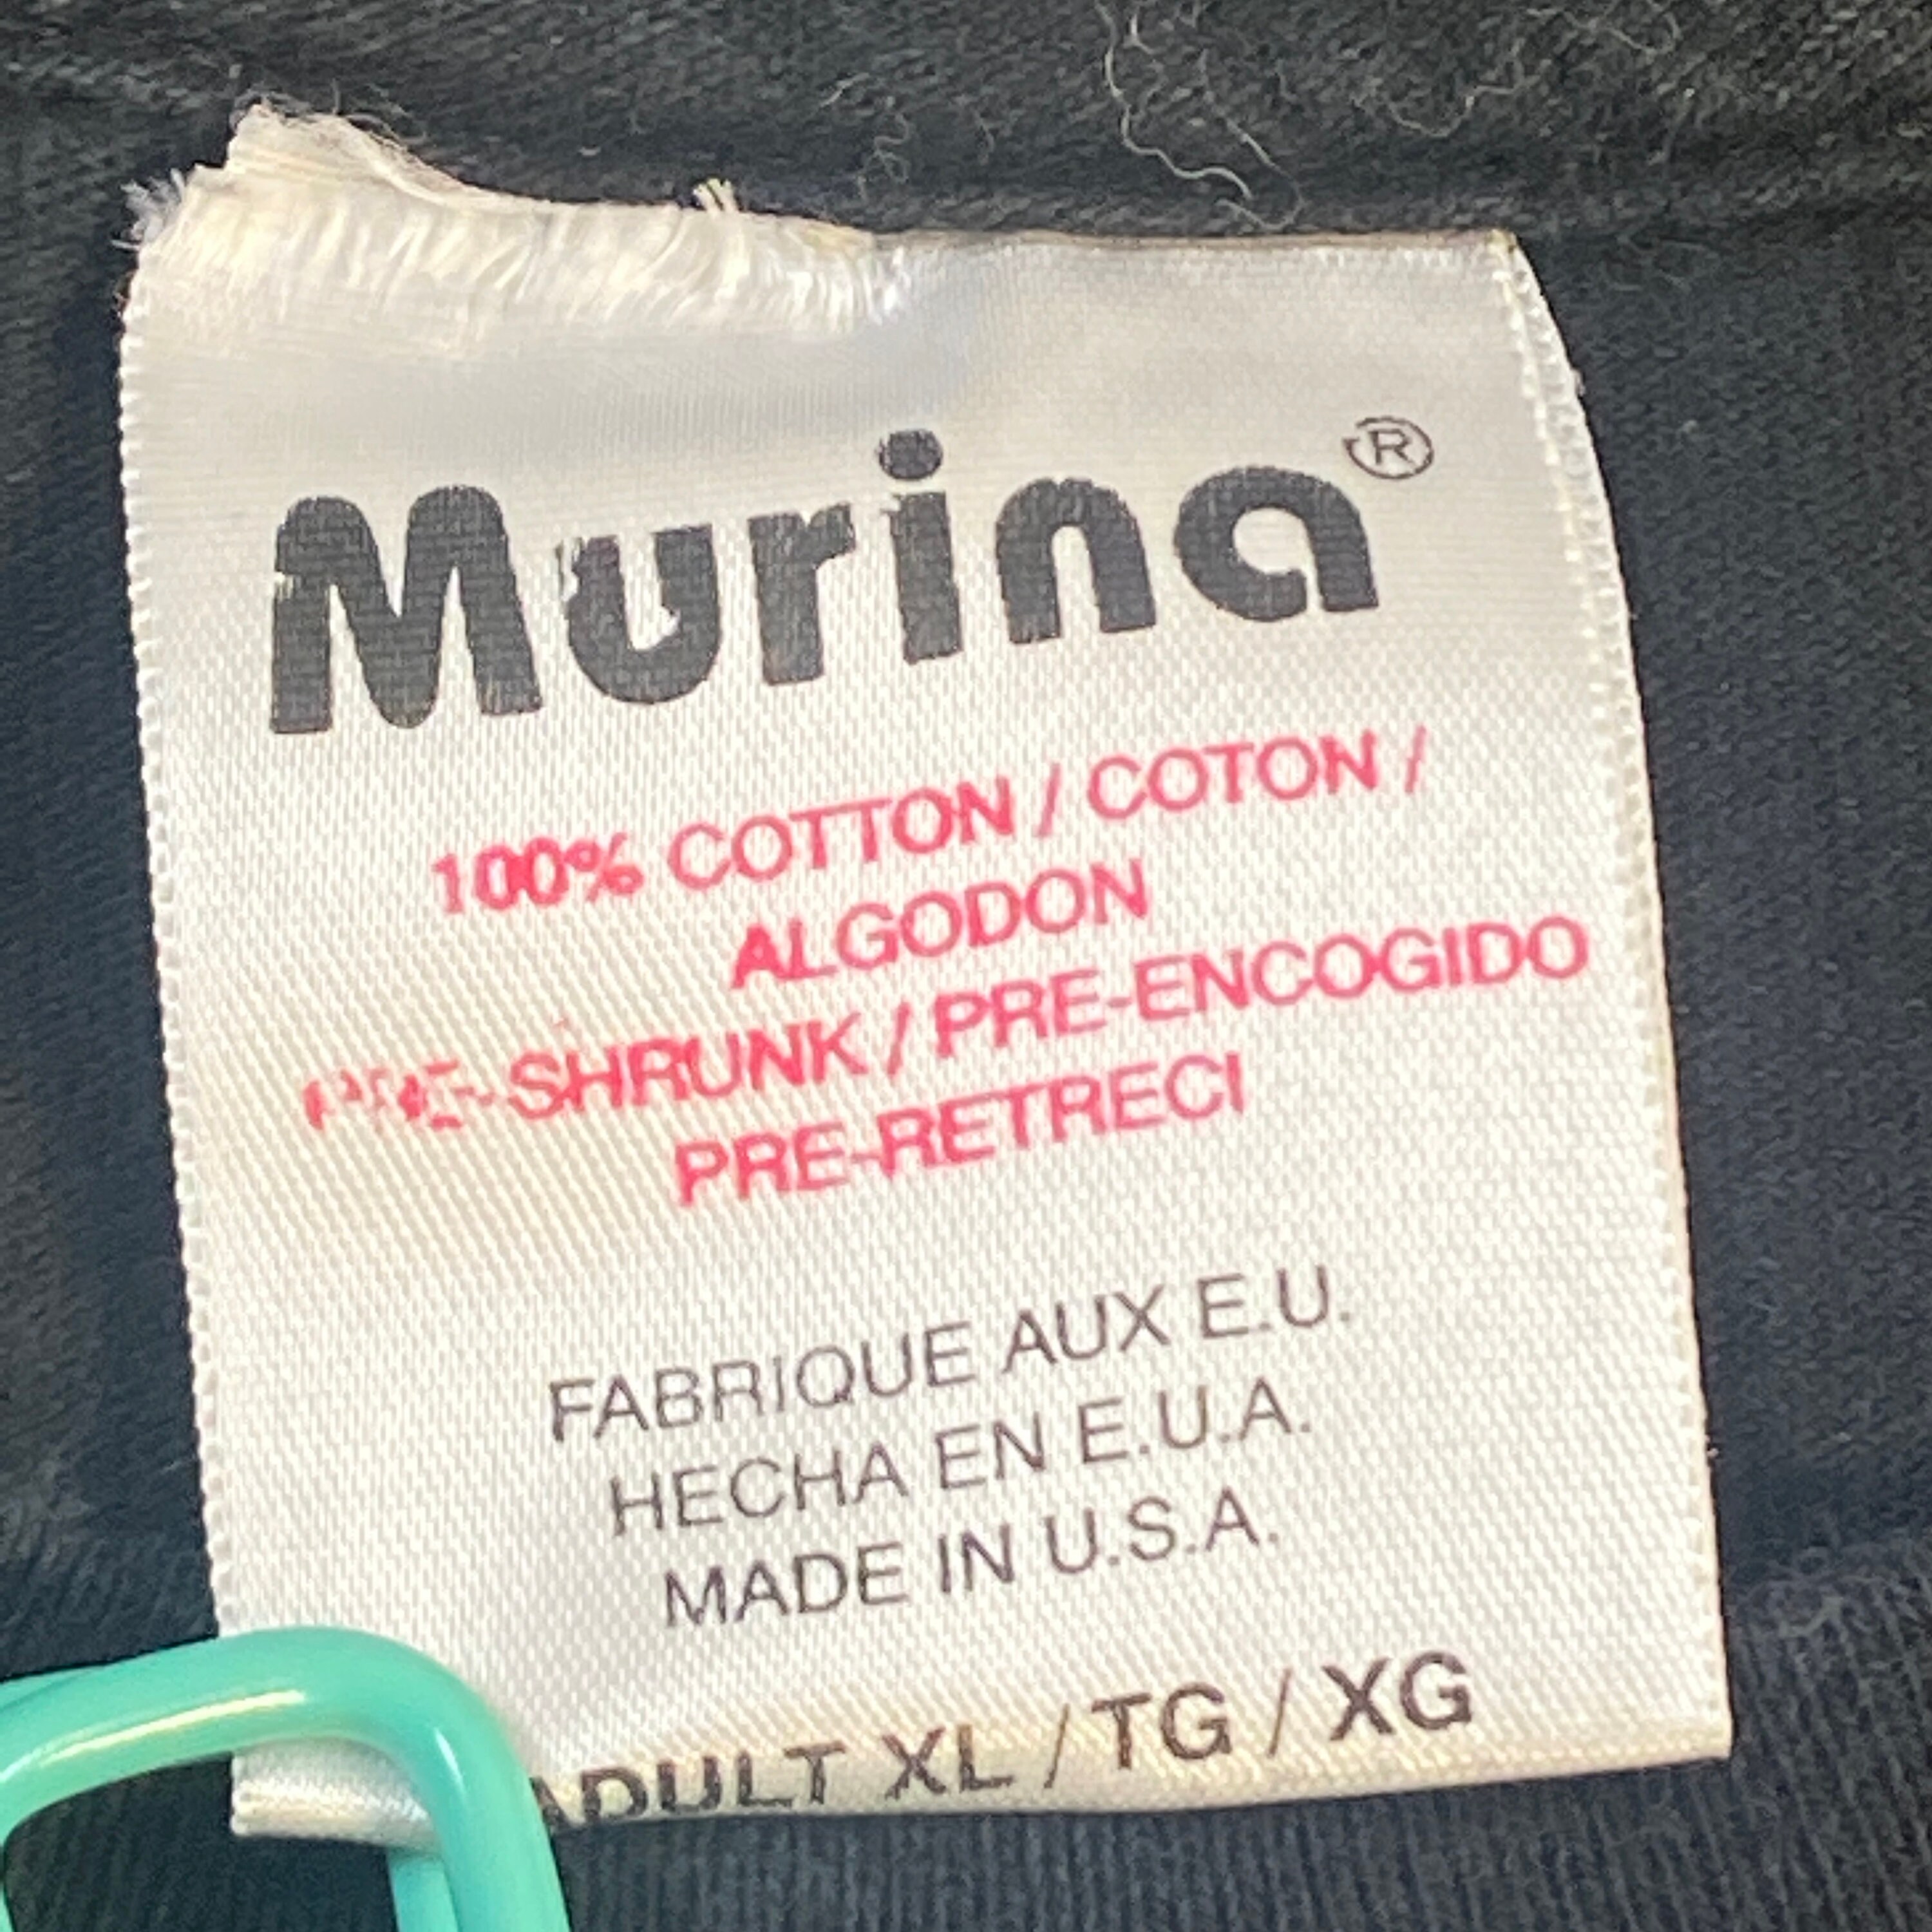 Murina®
100% COTTON / COTON /
ALGODON
PRE-SHRUNK / PRE-ENCOGIDO
PRE-RETRECI
FABRIQUE AUX E.U.
HECHA EN E.U.A.
MADE IN U.S.A.
ADULT XL / TG / XG